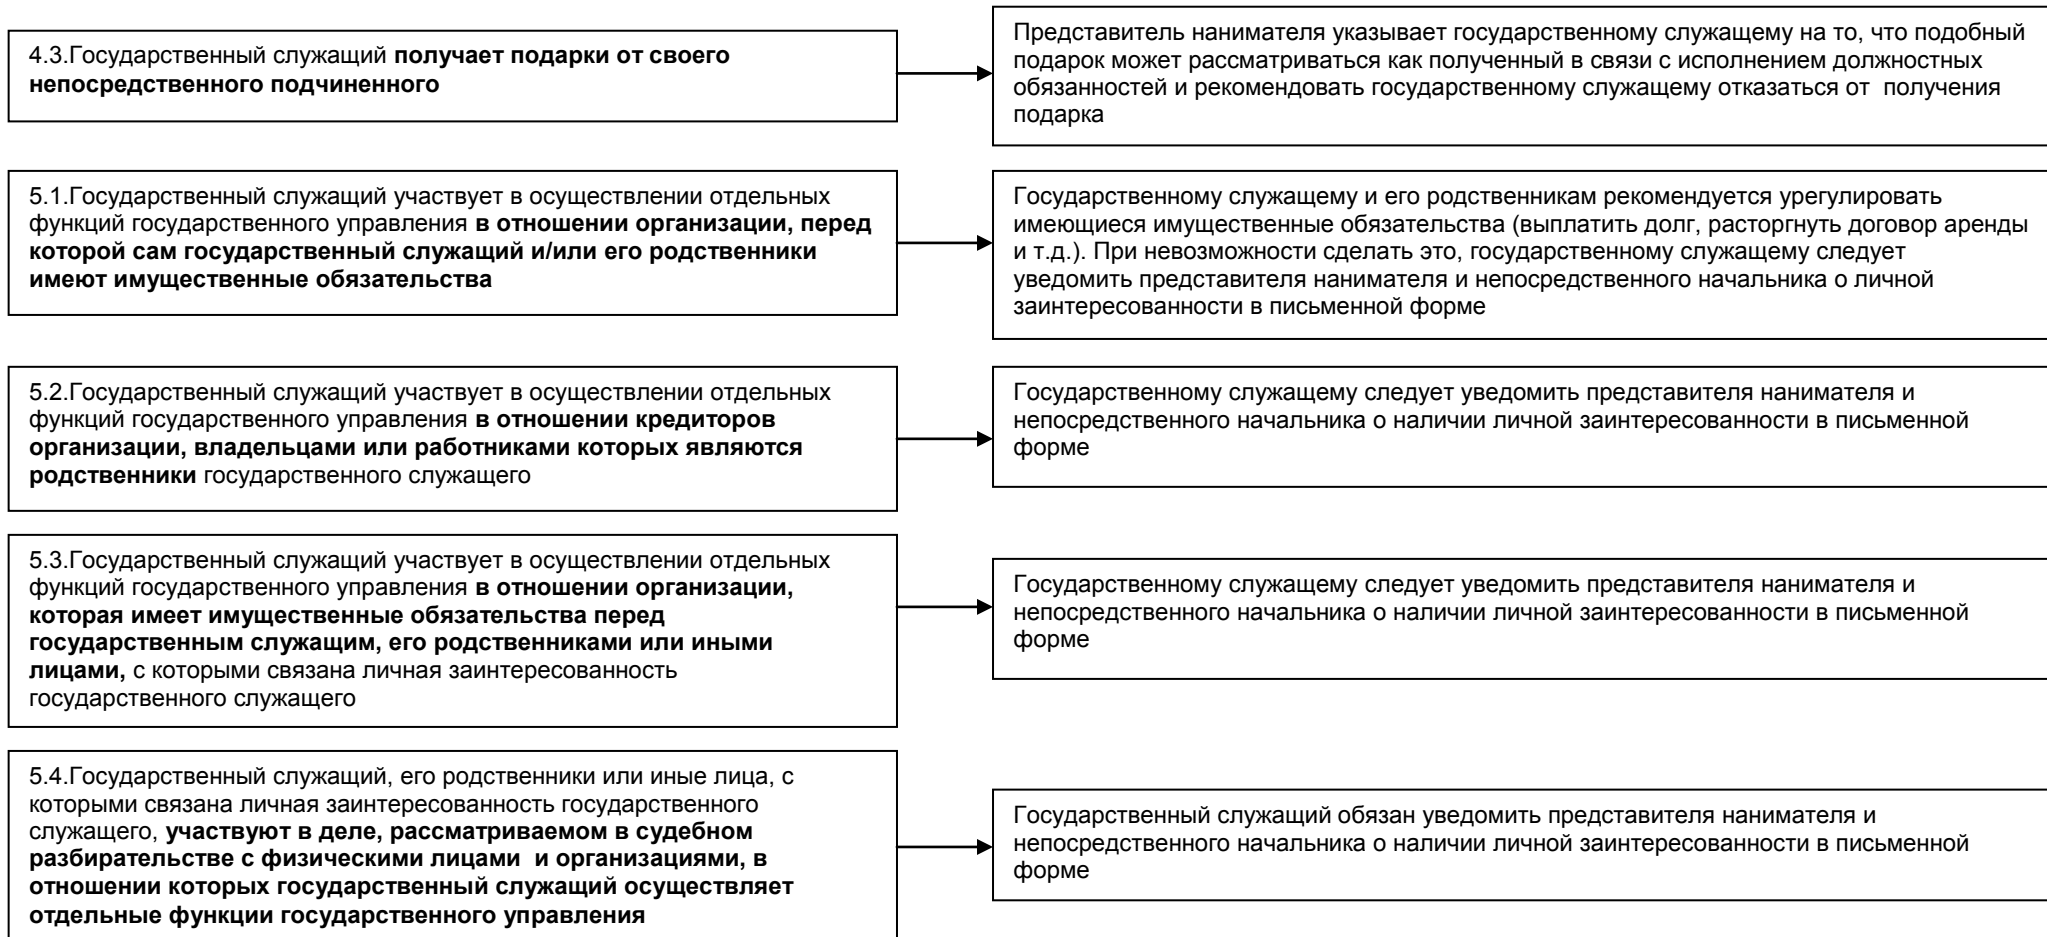 4.3.Государственный служащий получает подарки от своего
непосредственного подчиненного
Представитель нанимателя указывает государственному служащему на то, что подобный
подарок может рассматриваться как полученный в связи с исполнением должностных
обязанностей и рекомендовать государственному служащему отказаться от получения
подарка
5.1.Государственный служащий участвует в осуществлении отдельных
функций государственного управления в отношении организации, перед
которой сам государственный служащий и/или его родственники
имеют имущественные обязательства
Государственному служащему и его родственникам рекомендуется урегулировать
имеющиеся имущественные обязательства (выплатить долг, расторгнуть договор аренды
и т.д.). При невозможности сделать это, государственному служащему следует
уведомить представителя нанимателя и непосредственного начальника о личной
заинтересованности в письменной форме
5.2.Государственный служащий участвует в осуществлении отдельных
функций государственного управления в отношении кредиторов
организации, владельцами или работниками которых являются
родственники государственного служащего
Государственному служащему следует уведомить представителя нанимателя и
непосредственного начальника о наличии личной заинтересованности в письменной
форме
5.3.Государственный служащий участвует в осуществлении отдельных
функций государственного управления в отношении организации,
которая имеет имущественные обязательства перед
государственным служащим, его родственниками или иными
лицами, с которыми связана личная заинтересованность
государственного служащего
Государственному служащему следует уведомить представителя нанимателя и
непосредственного начальника о наличии личной заинтересованности в письменной
форме
5.4.Государственный служащий, его родственники или иные лица, с
которыми связана личная заинтересованность государственного
служащего, участвуют в деле, рассматриваемом в судебном
разбирательстве с физическими лицами и организациями, в
отношении которых государственный служащий осуществляет
отдельные функции государственного управления
Государственный служащий обязан уведомить представителя нанимателя и
непосредственного начальника о наличии личной заинтересованности в письменной
форме